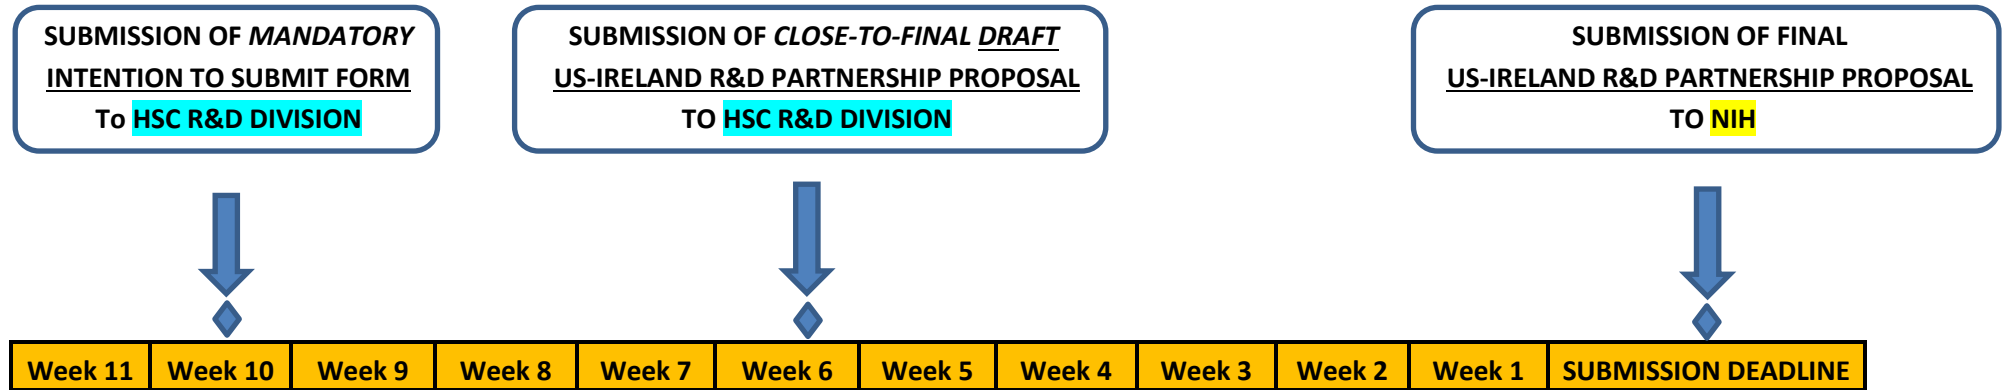 SUBMISSION OF MANDATORY
INTENTION TO SUBMIT FORM
To HSC R&D DIVISION
SUBMISSION OF CLOSE-TO-FINAL DRAFT
US-IRELAND R&D PARTNERSHIP PROPOSAL
TO HSC R&D DIVISION
SUBMISSION OF FINAL
US-IRELAND R&D PARTNERSHIP PROPOSAL
TO NIH
Week 11 Week 10 Week 9 Week 8 Week 7 Week 6 Week 5 Week 4 Week 3 Week 2 Week 1 SUBMISSION DEADLINE